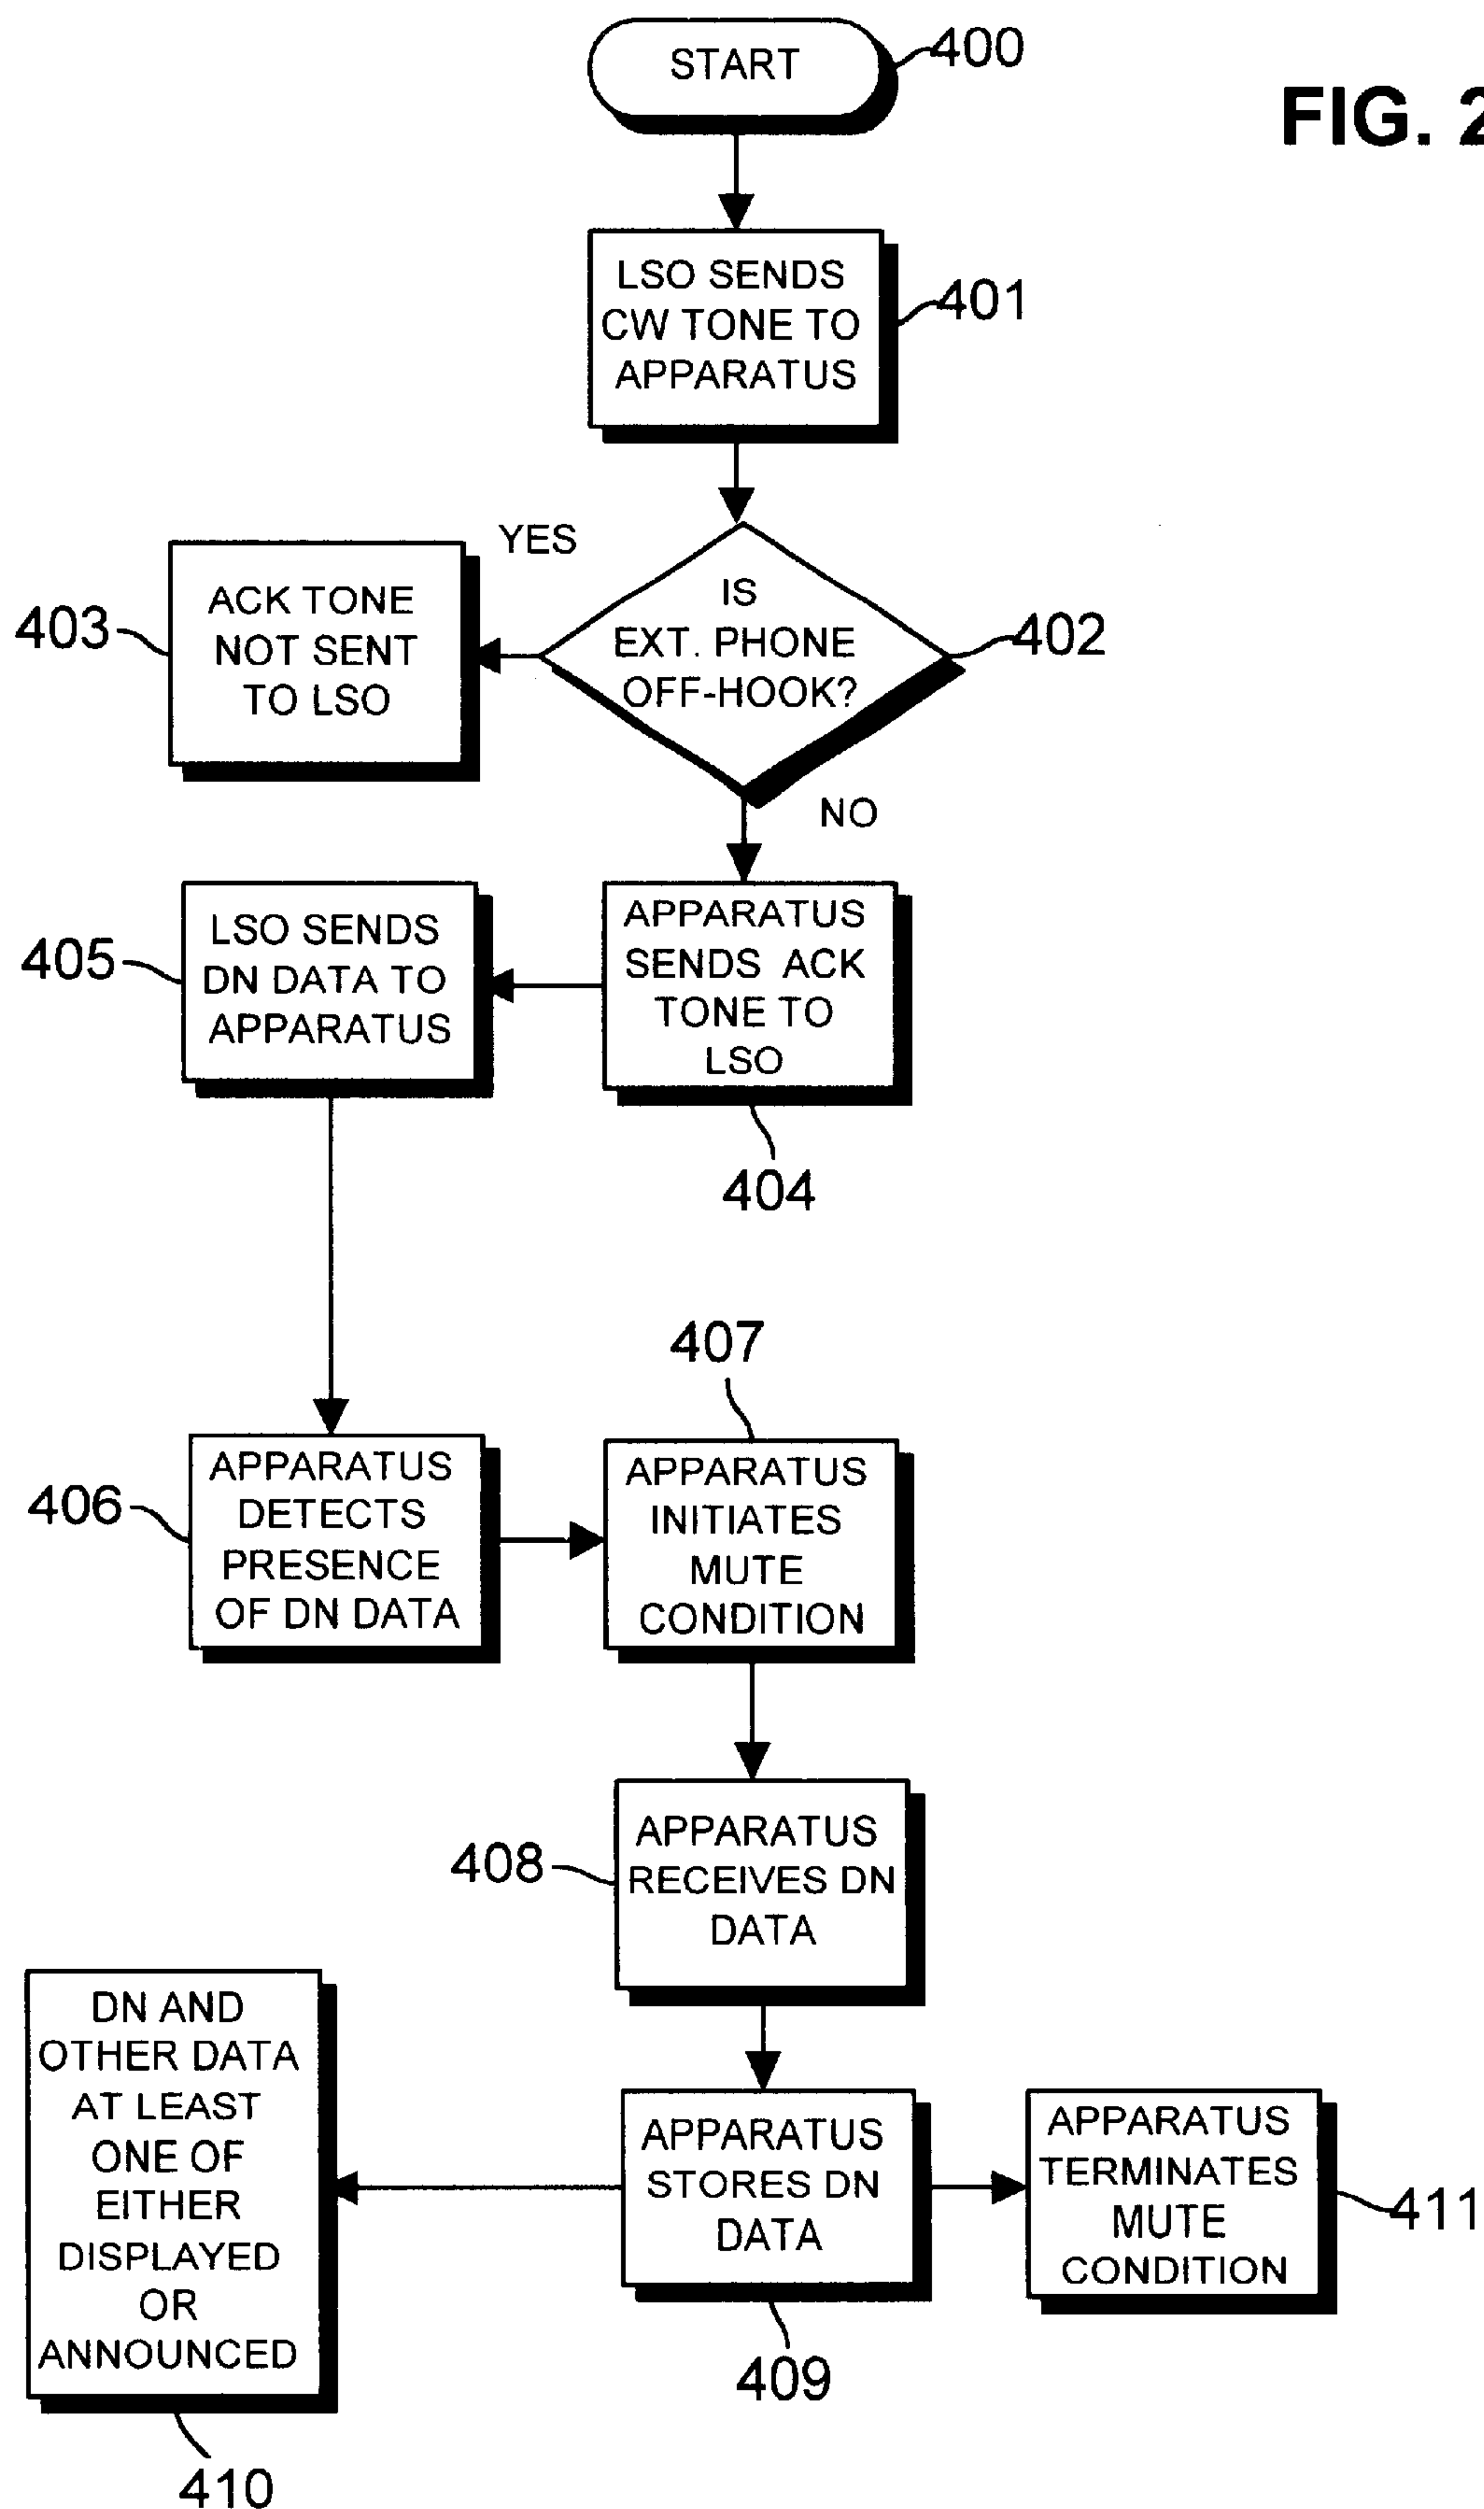 START
400
FIG. 2
LSO SENDS
CW TONE TO
APPARATUS
401
YES
IS
EXT. PHONE
OFF-HOOK?
402
ACK TONE
NOT SENT
TO LSO
403
NO
LSO SENDS
DN DATA TO
APPARATUS
405
APPARATUS
SENDS ACK
TONE TO
LSO
404
407
APPARATUS
DETECTS
PRESENCE
OF DN DATA
406
APPARATUS
INITIATES
MUTE
CONDITION
408
APPARATUS
RECEIVES DN
DATA
DN AND
OTHER DATA
AT LEAST
ONE OF
EITHER
DISPLAYED
OR
ANNOUNCED
410
APPARATUS
STORES DN
DATA
409
APPARATUS
TERMINATES
MUTE
CONDITION
411